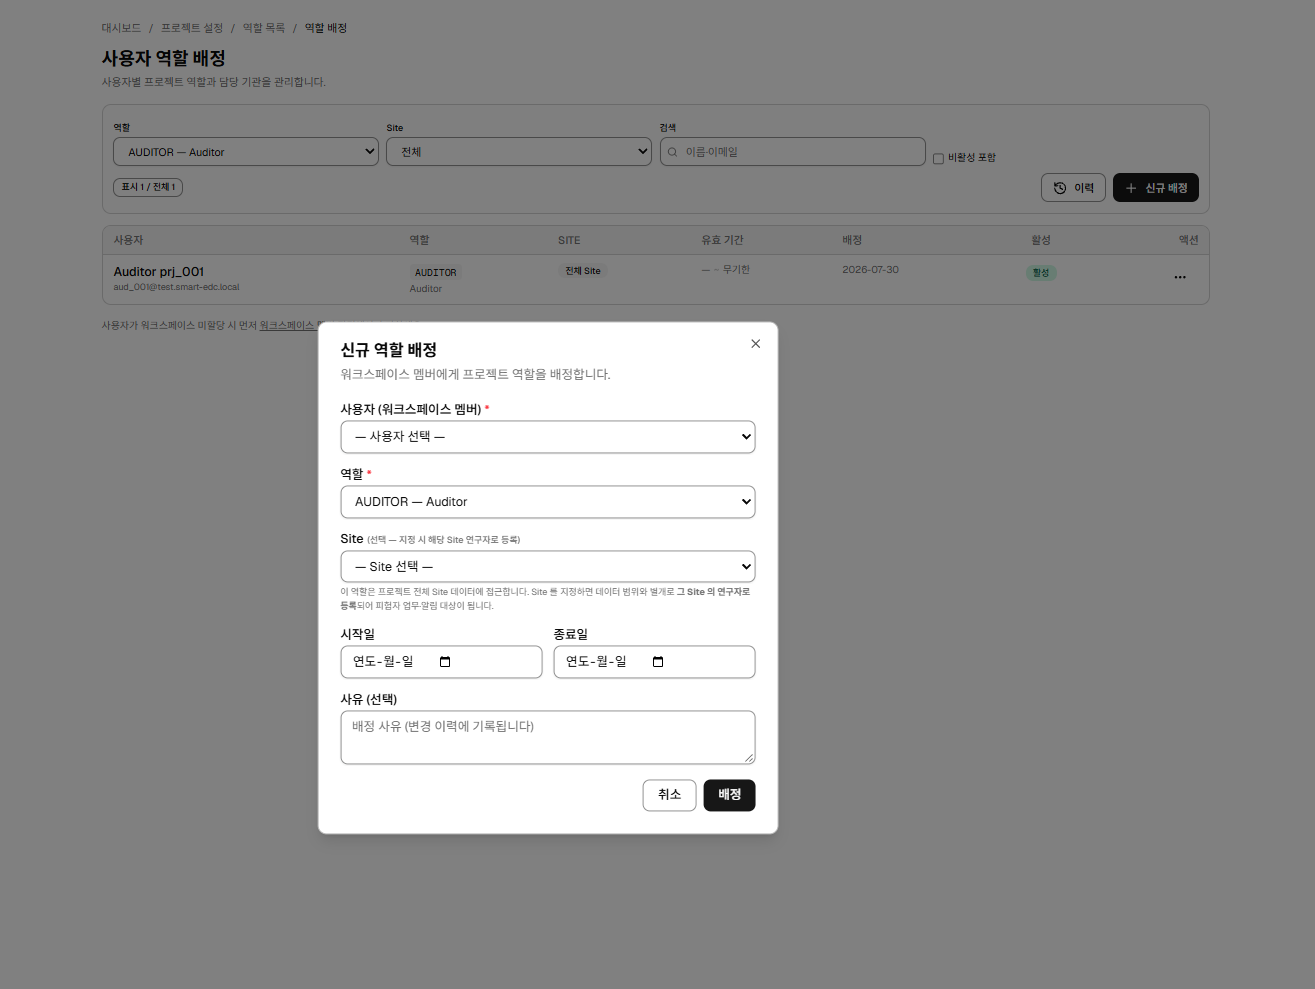 대시보드 / 프로젝트 설정 / 역할 목록 / 역할 배정
사용자 역할 배정
사용자별 프로젝트 역할과 담당 기관을 관리합니다.
역할 Site 검색
AUDITOR — Auditor 전체 이름·이메일 비활성 포함
표시 1 / 전체 1 이력 신규 배정
사용자 역할 SITE 유효 기간 배정 활성 액션
Auditor prj_001 AUDITOR 전체 Site — ~ 무기한 2026-07-30 활성
aud_001@test.smart-edc.local Auditor
사용자가 워크스페이스 미할당 시 먼저 워크스페이스
신규 역할 배정
워크스페이스 멤버에게 프로젝트 역할을 배정합니다.
사용자 (워크스페이스 멤버) *
— 사용자 선택 —
역할 *
AUDITOR — Auditor
Site (선택 — 지정 시 해당 Site 연구자로 등록)
— Site 선택 —
이 역할은 프로젝트 전체 Site 데이터에 접근합니다. Site 를 지정하면 데이터 범위와 별개로 그 Site 의 연구자로
등록되어 피험자 업무·알림 대상이 됩니다.
시작일 종료일
연도-월-일 연도-월-일
사유 (선택)
배정 사유 (변경 이력에 기록됩니다)
취소 배정